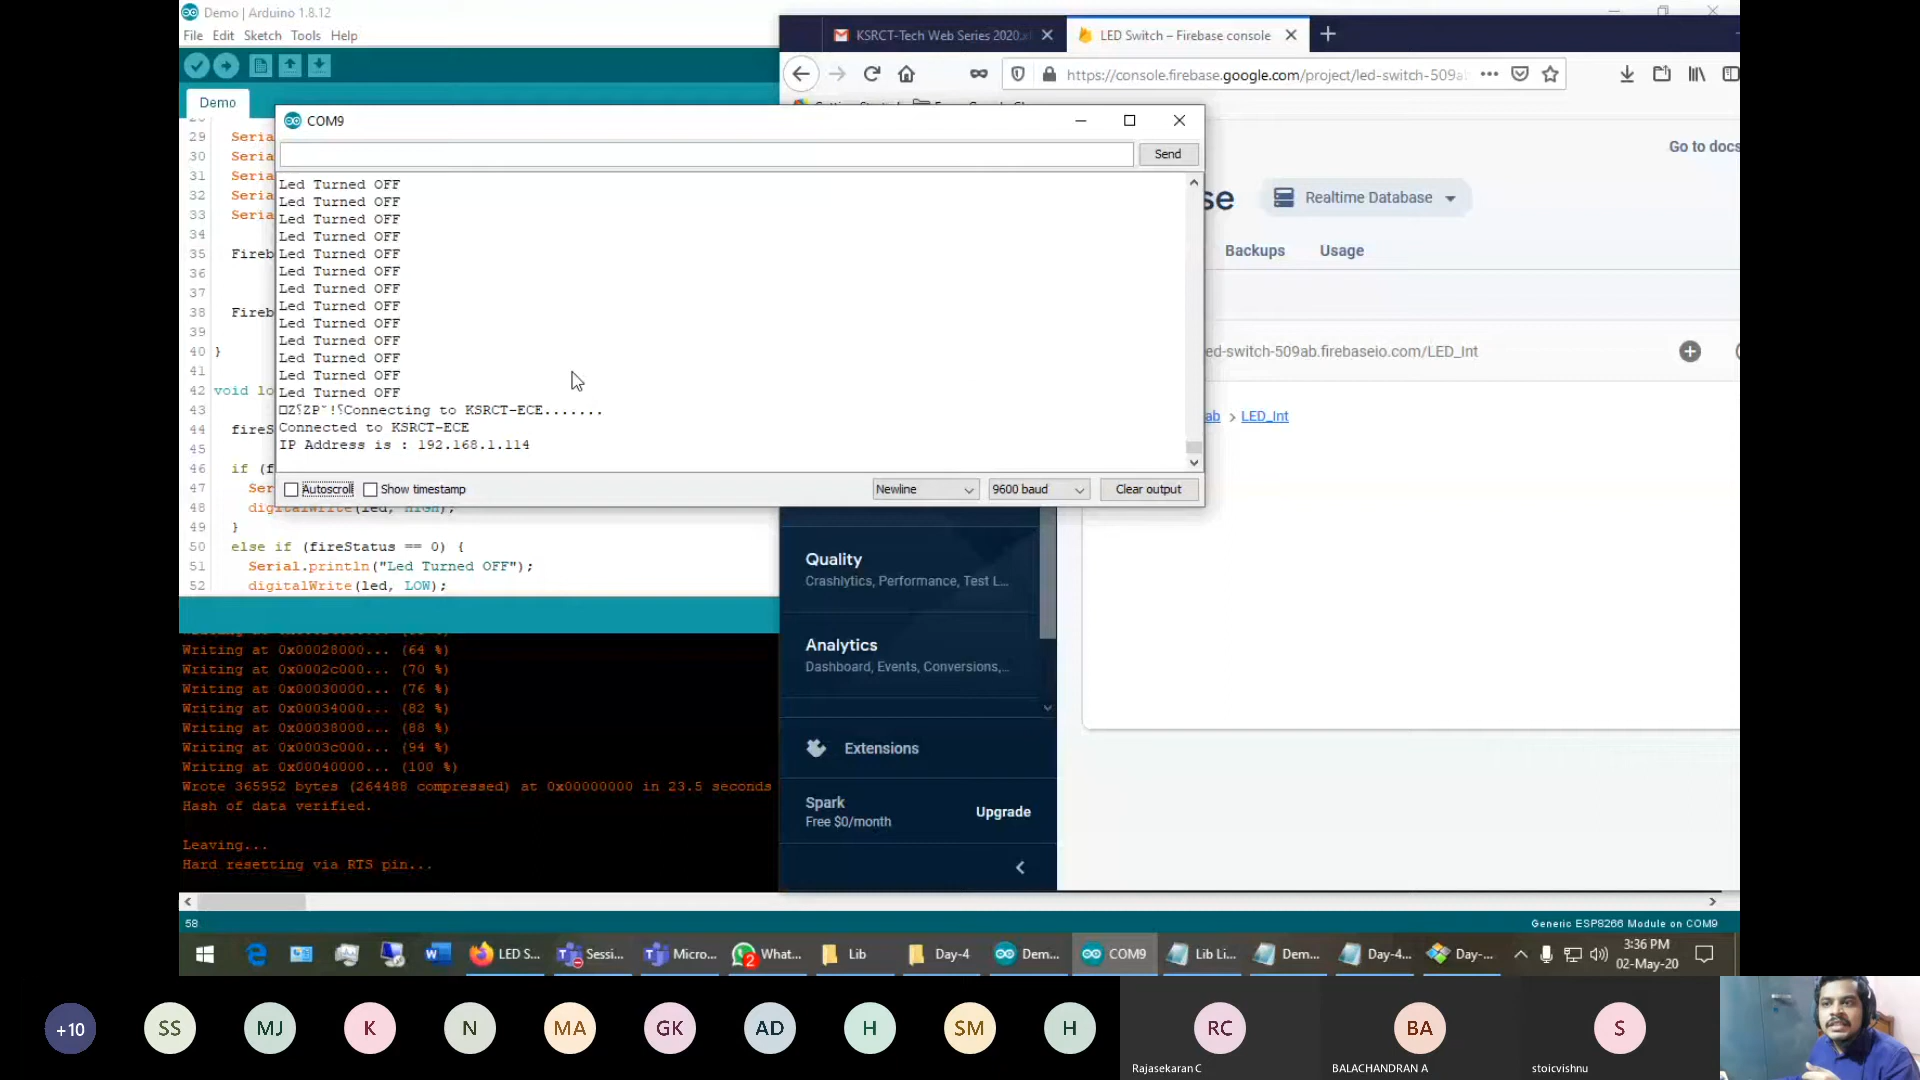 Demo | Arduino 1.8.12
File Edit Sketch Tools Help
Demo
29 Seria
30 Seria
31 Seria
32 Seria
33 Seria
34
35 Fireb
36
37
38 Fireb
39
40 }
41
42 void lo
43
44 fireS
45
46 if (f
47 Ser
48 digitalWrite(led, HIGH);
49 }
50 else if (fireStatus == 0) {
51 Serial.println("Led Turned OFF");
52 digitalWrite(led, LOW);
COM9
Send
Led Turned OFF
Led Turned OFF
Led Turned OFF
Led Turned OFF
Led Turned OFF
Led Turned OFF
Led Turned OFF
Led Turned OFF
Led Turned OFF
Led Turned OFF
Led Turned OFF
Led Turned OFF
Led Turned OFF
Connecting to KSRCT-ECE.......
Connected to KSRCT-ECE
IP Address is : 192.168.1.114
Autoscroll Show timestamp Newline 9600 baud Clear output
Writing at 0x00028000... (64 %)
Writing at 0x0002c000... (70 %)
Writing at 0x00030000... (76 %)
Writing at 0x00034000... (82 %)
Writing at 0x00038000... (88 %)
Writing at 0x0003c000... (94 %)
Writing at 0x00040000... (100 %)
Wrote 365952 bytes (264488 compressed) at 0x00000000 in 23.5 seconds
Hash of data verified.
Leaving...
Hard resetting via RTS pin...
58
Generic ESP8266 Module on COM9
KSRCT-Tech Web Series 2020.x
LED Switch – Firebase console
https://console.firebase.google.com/project/led-switch-509a
Go to docs
se Realtime Database
Backups Usage
ed-switch-509ab.firebaseio.com/LED_Int
ab > LED_Int
Quality
Crashlytics, Performance, Test L...
Analytics
Dashboard, Events, Conversions,...
Extensions
Spark
Free $0/month
Upgrade
LED S... Sessi... Micro... What... Lib Day-4 Dem... COM9 Lib Li... Dem... Day-4... Day-...
2
3:36 PM
02-May-20
+10 SS MJ K N MA GK AD H SM H RC BA S
Rajasekaran C
BALACHANDRAN A
stoicvishnu